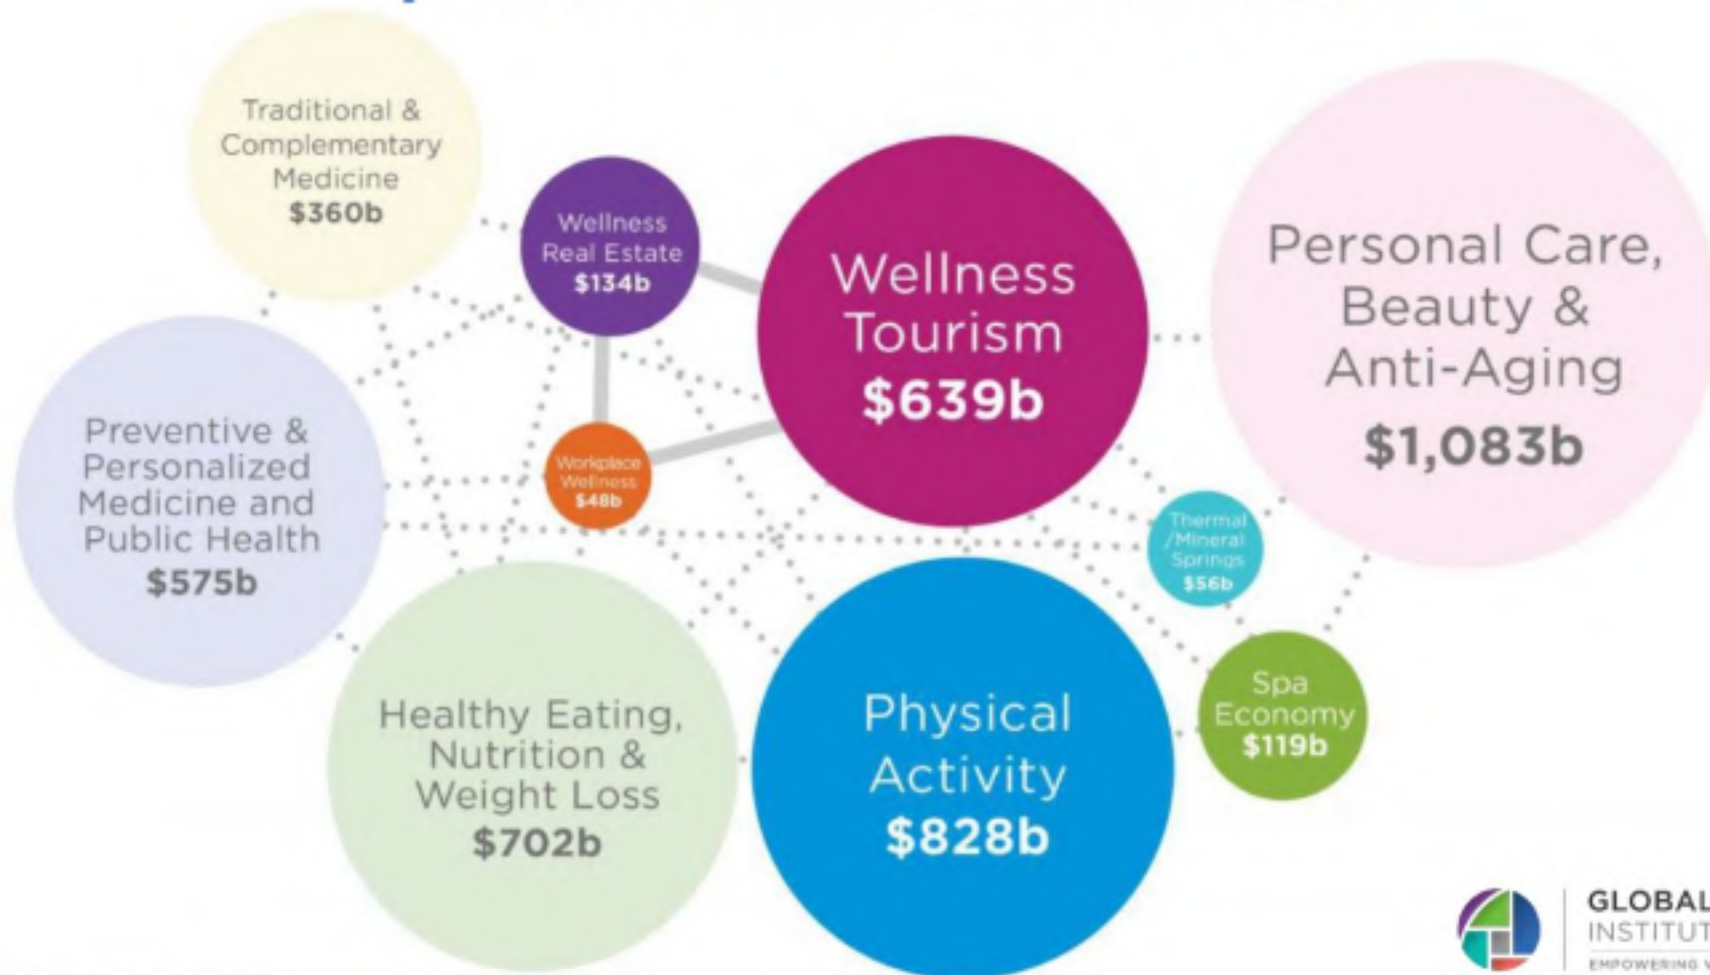 Traditional &
Complementary
Medicine
$360b
Wellness
Real Estate
$134b
Wellness
Tourism
$639b
Personal Care,
Beauty &
Anti-Aging
$1,083b
Preventive &
Personalized
Medicine and
Public Health
$575b
Workplace
Wellness
$48b
Thermal
/Mineral
Springs
$56b
Healthy Eating,
Nutrition &
Weight Loss
$702b
Physical
Activity
$828b
Spa
Economy
$119b
GLOBAL
INSTITUT
EMPOWERING